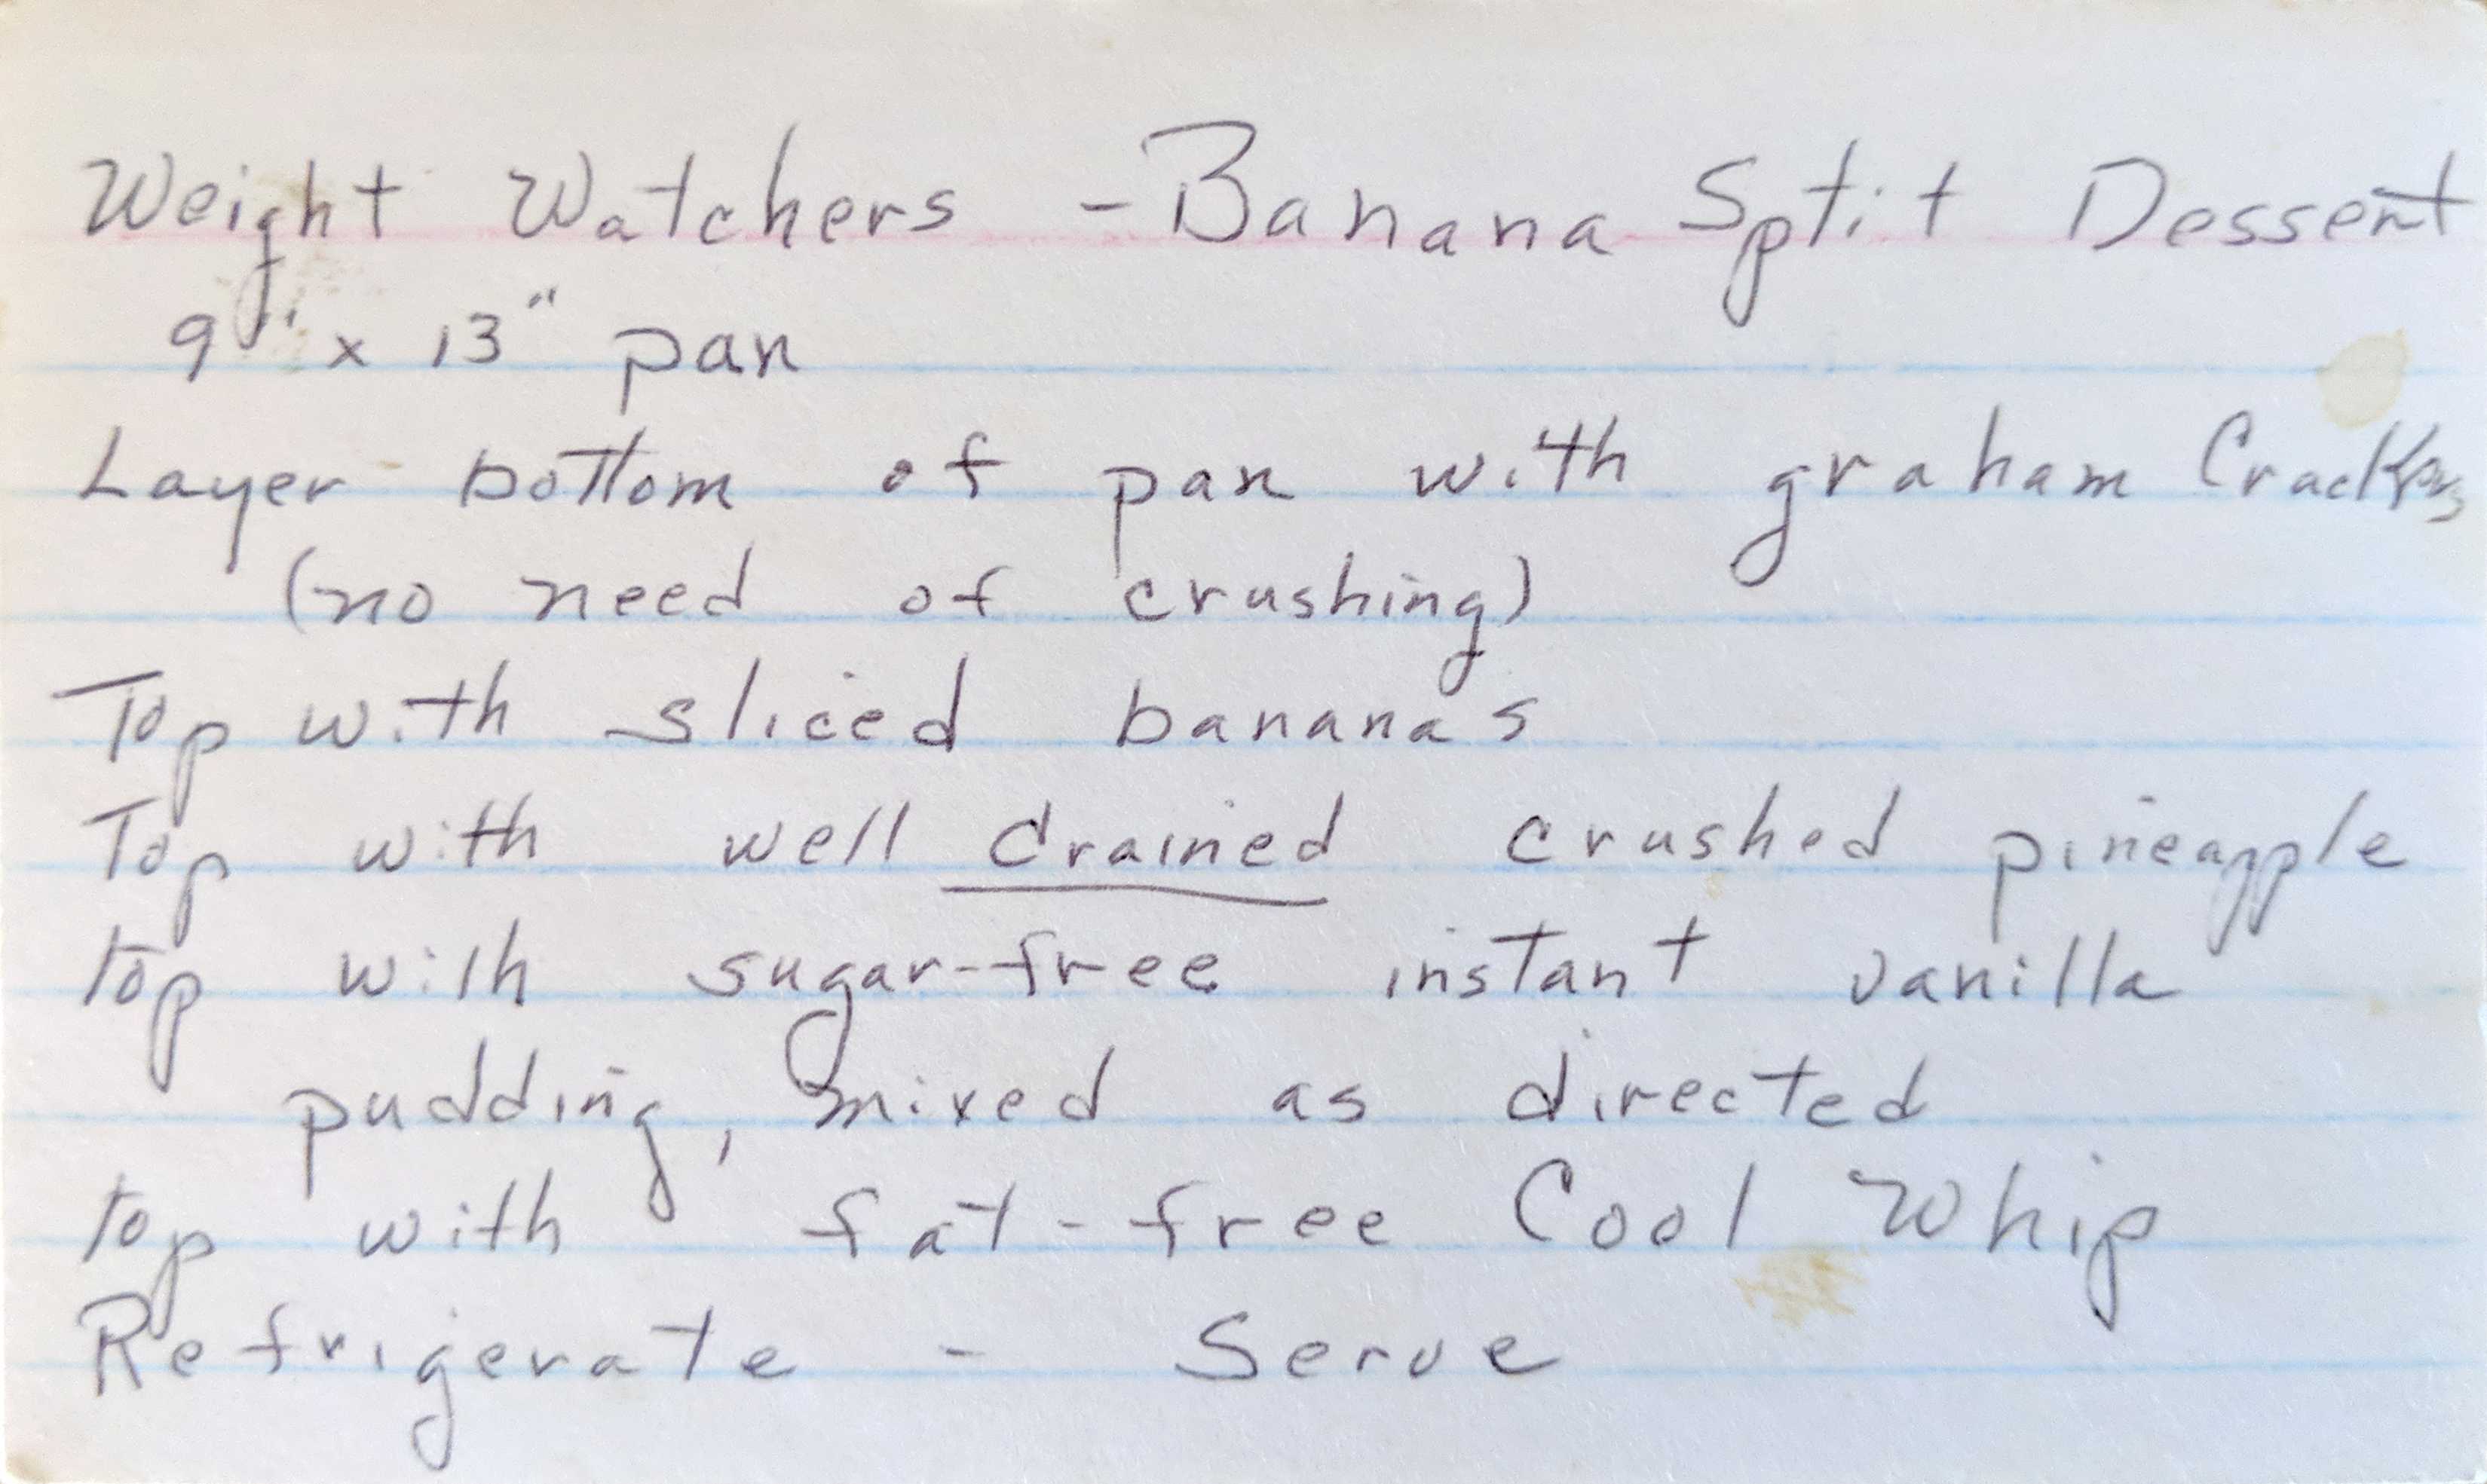 Weight Watchers - Banana Split Dessert
9" x 13" pan
Layer bottom of pan with graham Crackers
(no need of crushing)
Top with sliced bananas
Top with well drained crushed pineapple
top with sugar-free instant vanilla
pudding, mixed as directed
top with fat-free Cool Whip
Refrigerate - Serve